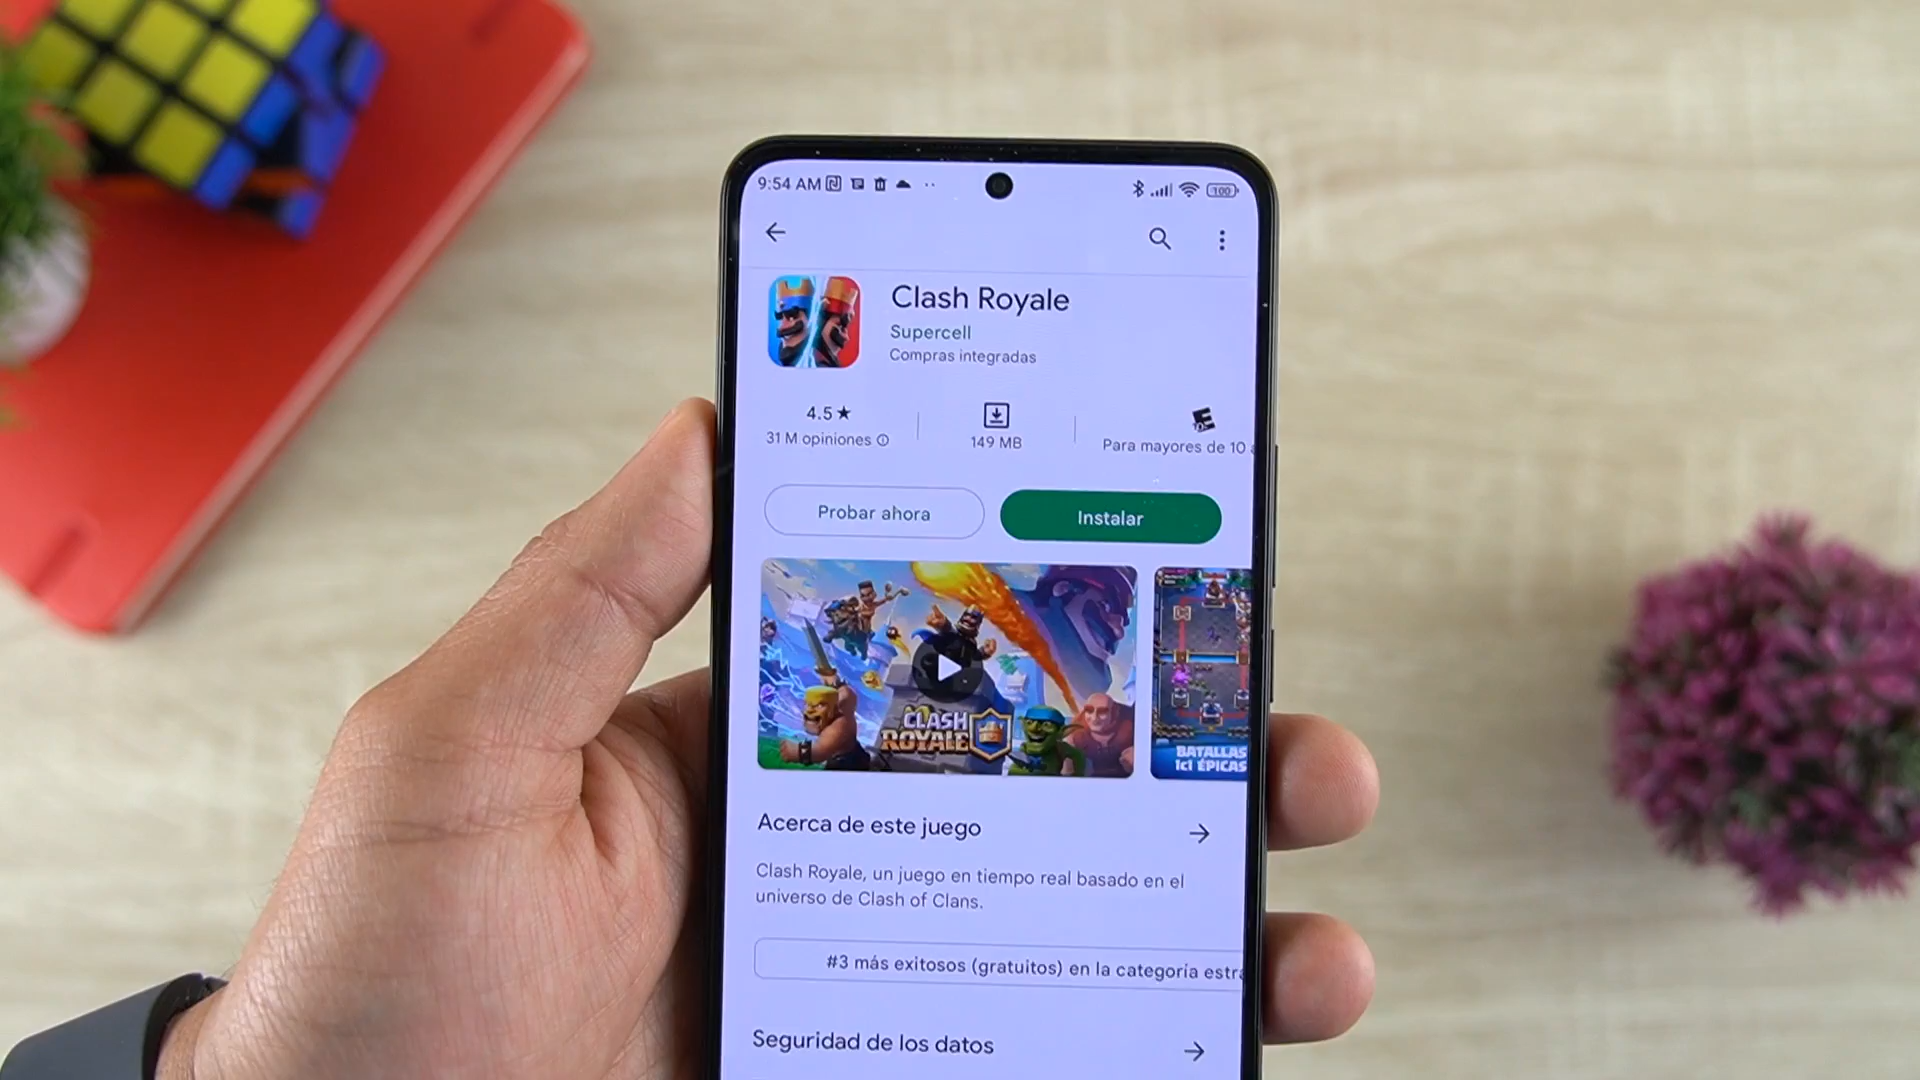 9:54 AM
100
Clash Royale
Supercell
Compras integradas
4.5★
31 M opiniones
149 MB
E
Para mayores de 10
Probar ahora
Instalar
CLASH
ROYALE
BATALLAS
1c1 ÉPICAS
Acerca de este juego
Clash Royale, un juego en tiempo real basado en el
universo de Clash of Clans.
#3 más exitosos (gratuitos) en la categoría estra
Seguridad de los datos